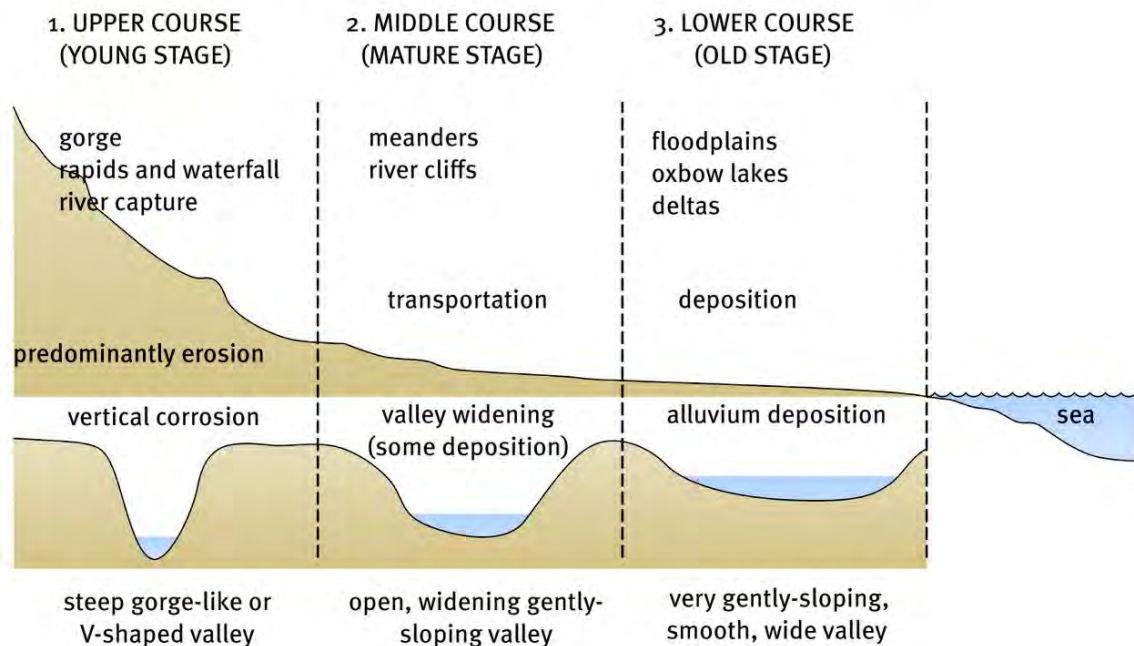 1. UPPER COURSE
(YOUNG STAGE)
2. MIDDLE COURSE
(MATURE STAGE)
3. LOWER COURSE
(OLD STAGE)
gorge
rapids and waterfall
river capture
meanders
river cliffs
floodplains
oxbow lakes
deltas
transportation
deposition
predominantly erosion
vertical corrosion
valley widening
(some deposition)
alluvium deposition
sea
steep gorge-like or
V-shaped valley
open, widening gently-
sloping valley
very gently-sloping,
smooth, wide valley